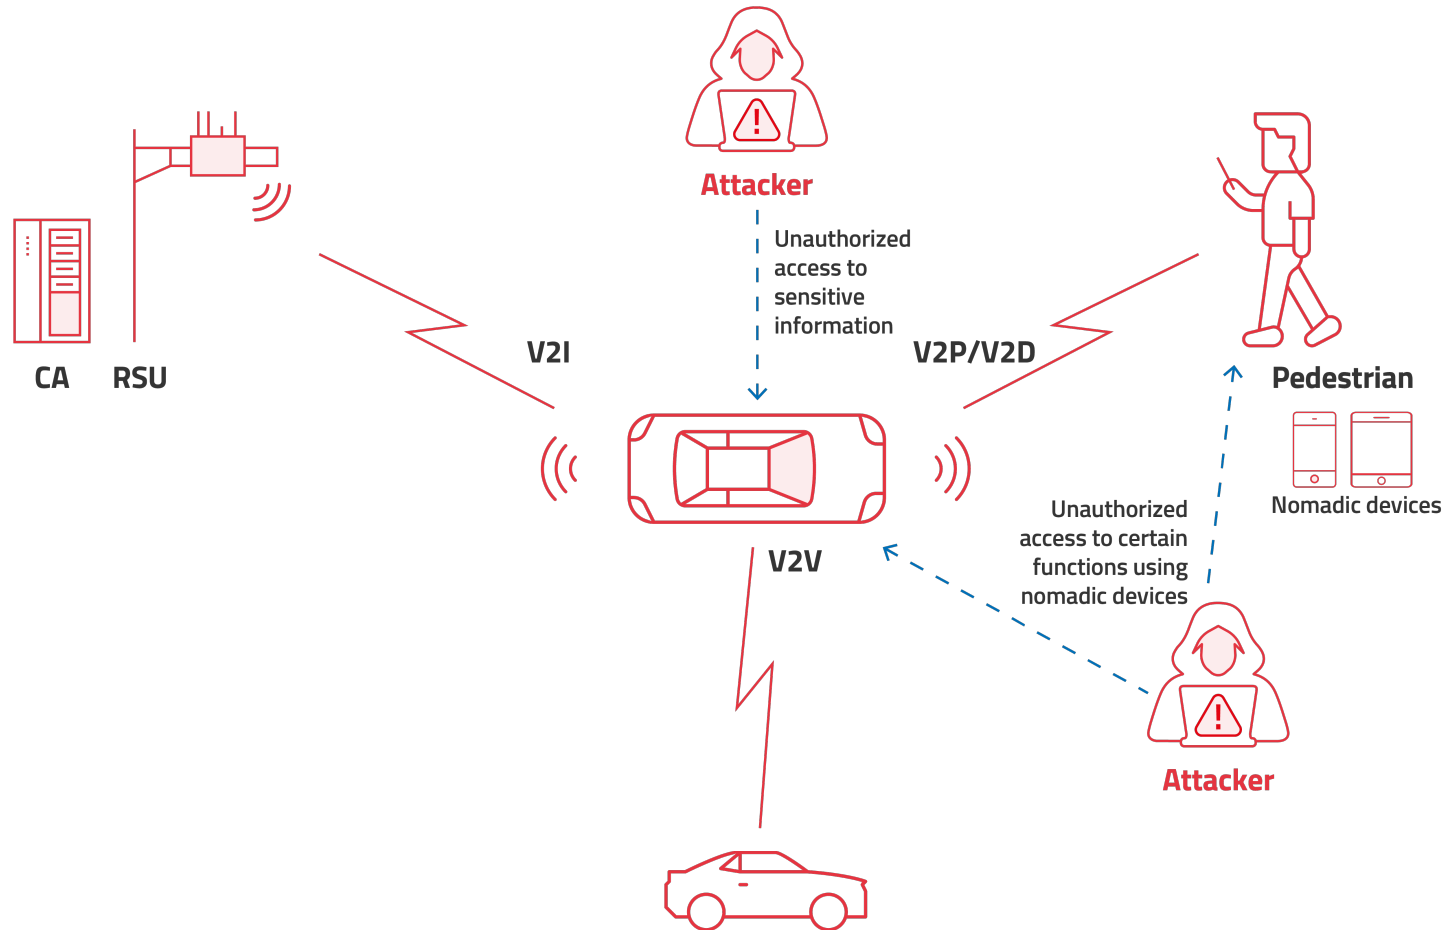 Attacker
Unauthorized
access to
sensitive
information
CA
RSU
V2I
V2P/V2D
Pedestrian
Nomadic devices
V2V
Unauthorized
access to certain
functions using
nomadic devices
Attacker